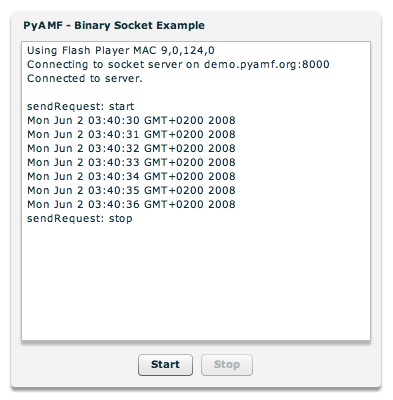 PyAMF - Binary Socket Example
Using Flash Player MAC 9,0,124,0
Connecting to socket server on demo.pyamf.org:8000
Connected to server.
sendRequest: start
Mon Jun 2 03:40:30 GMT+0200 2008
Mon Jun 2 03:40:31 GMT+0200 2008
Mon Jun 2 03:40:32 GMT+0200 2008
Mon Jun 2 03:40:33 GMT+0200 2008
Mon Jun 2 03:40:34 GMT+0200 2008
Mon Jun 2 03:40:35 GMT+0200 2008
Mon Jun 2 03:40:36 GMT+0200 2008
sendRequest: stop
Start Stop